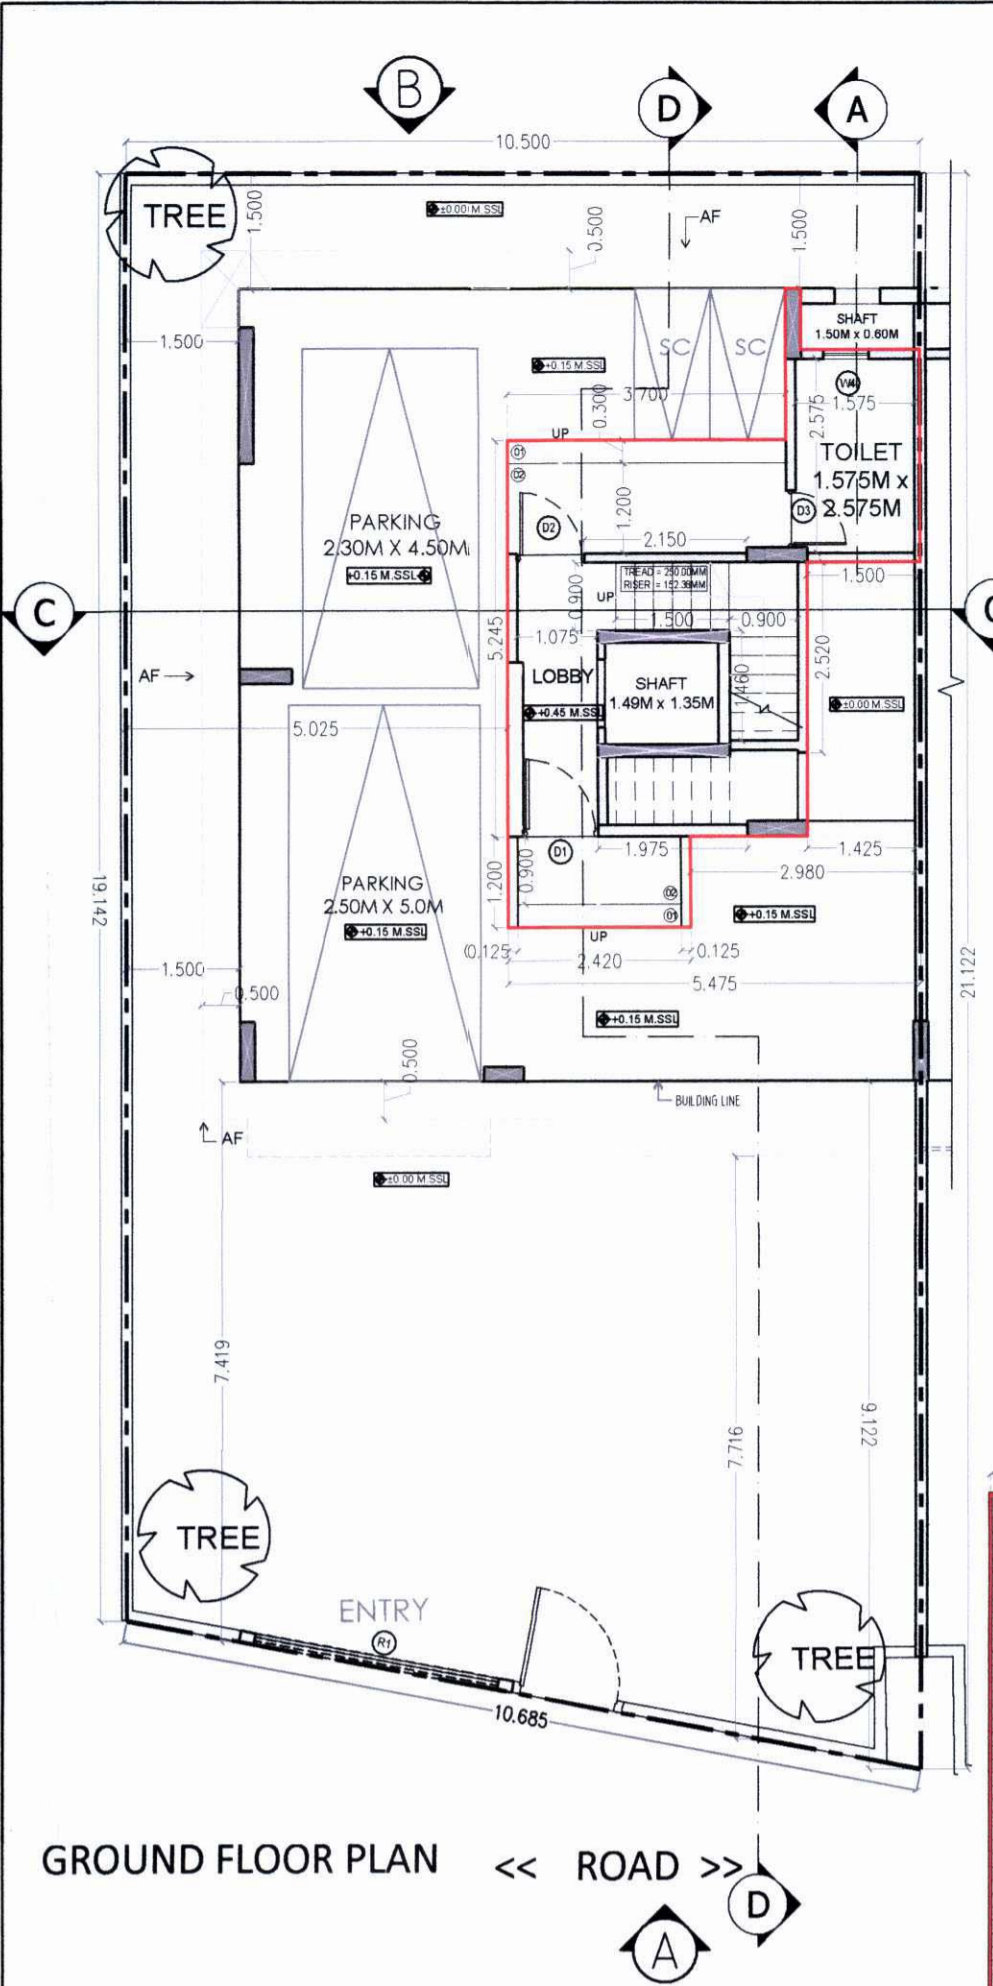 B
D
A
10.500
TREE
1.500
±0.00 M.SSL
0.500
AF
1.500
SHAFT
1.50M x 0.60M
1.500
SC
SC
+0.15 M.SSL
3.700
0.300
W4
1.575
2.575
UP
01
02
TOILET
1.575M x
2.575M
D3
PARKING
2.30M X 4.50M
+0.15 M.SSL
D2
1.200
2.150
TREAD = 250.00MM
RISER = 152.38MM
1.500
C
C
UP
0.900
1.500
0.900
5.245
1.075
2.520
AF
LOBBY
SHAFT
1.49M x 1.35M
1.460
+0.45 M.SSL
±0.00 M.SSL
5.025
D1
1.975
1.425
2.980
1.200
0.900
PARKING
2.50M X 5.0M
+0.15 M.SSL
02
01
+0.15 M.SSL
19.142
UP
0.125
2.420
0.125
1.500
0.500
5.475
21.122
+0.15 M.SSL
0.500
BUILDING LINE
AF
±0.00 M.SSL
7.419
7.716
9.122
TREE
ENTRY
R1
TREE
10.685
GROUND FLOOR PLAN << ROAD >>
D
A